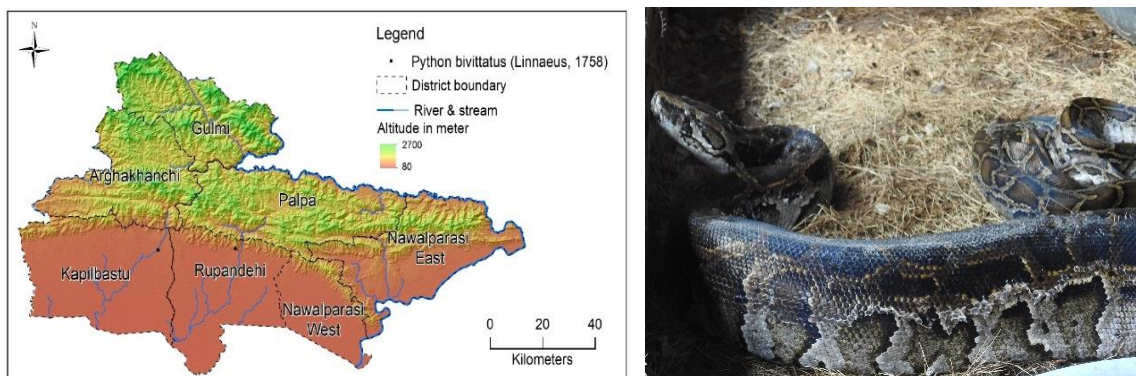 N
Legend
Python bivittatus (Linnaeus, 1758)
District boundary
River & stream
Altitude in meter
2700
80
Gulmi
Arghakhanchi
Palpa
Nawalparasi
East
Kapilbastu
Rupandehi
Nawalparasi
West
0 20 40
Kilometers